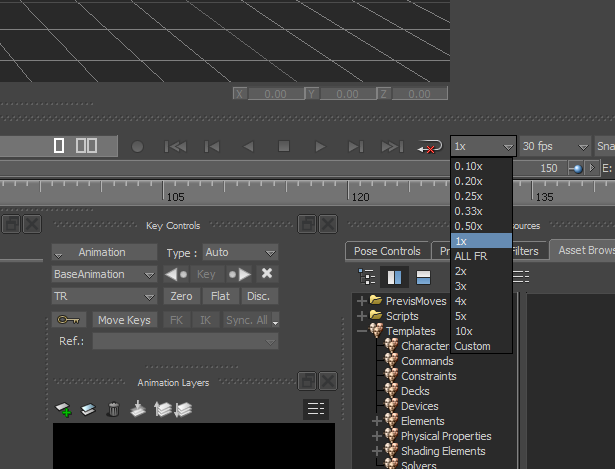 X 0.00 Y 0.00 Z 0.00
1x 30 fps Sna
0.10x
0.20x
0.25x
0.33x
0.50x
1x
ALL FR
2x
3x
4x
5x
10x
Custom
150 E:
105 120 135
Key Controls
Animation Type : Auto
BaseAnimation Key
TR Zero Flat Disc.
Move Keys FK IK Sync. All
Ref.:
Animation Layers
sources
Pose Controls Pr Filters Asset Brows
PrevisMoves
Scripts
Templates
Character
Commands
Constraints
Decks
Devices
Elements
Physical Properties
Shading Elements
Solvers